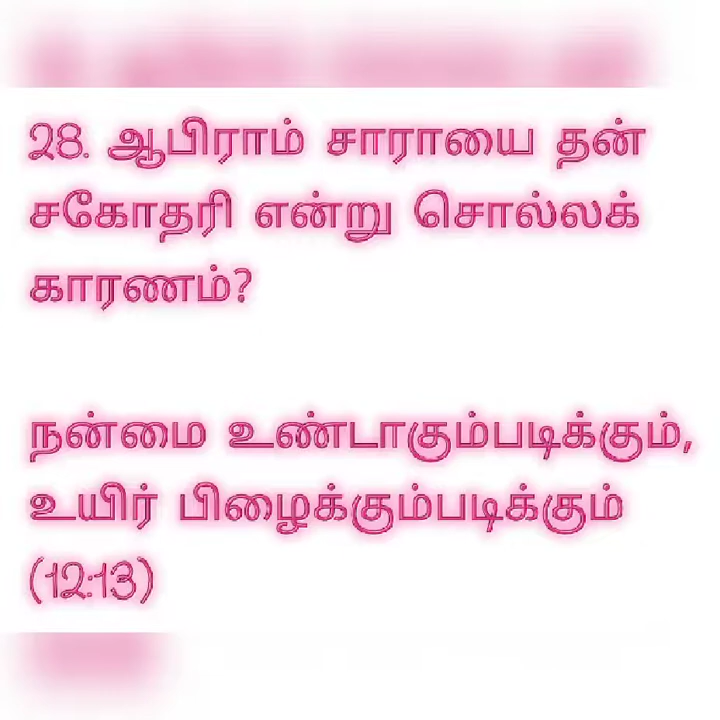 28. ஆபிராம் சாராயை தன்
சகோதரி என்று சொல்லக்
காரணம்?
நன்மை உண்டாகும்படிக்கும்,
உயிர் பிழைக்கும்படிக்கும்
(12:13)